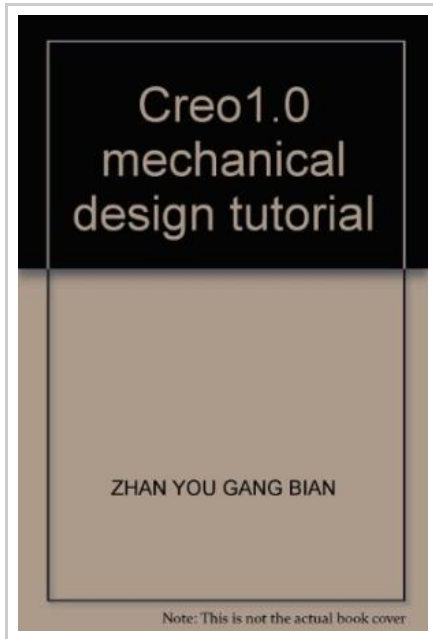 Creo1.0
mechanical
design tutorial
ZHAN YOU GANG BIAN
Note: This is not the actual book cover